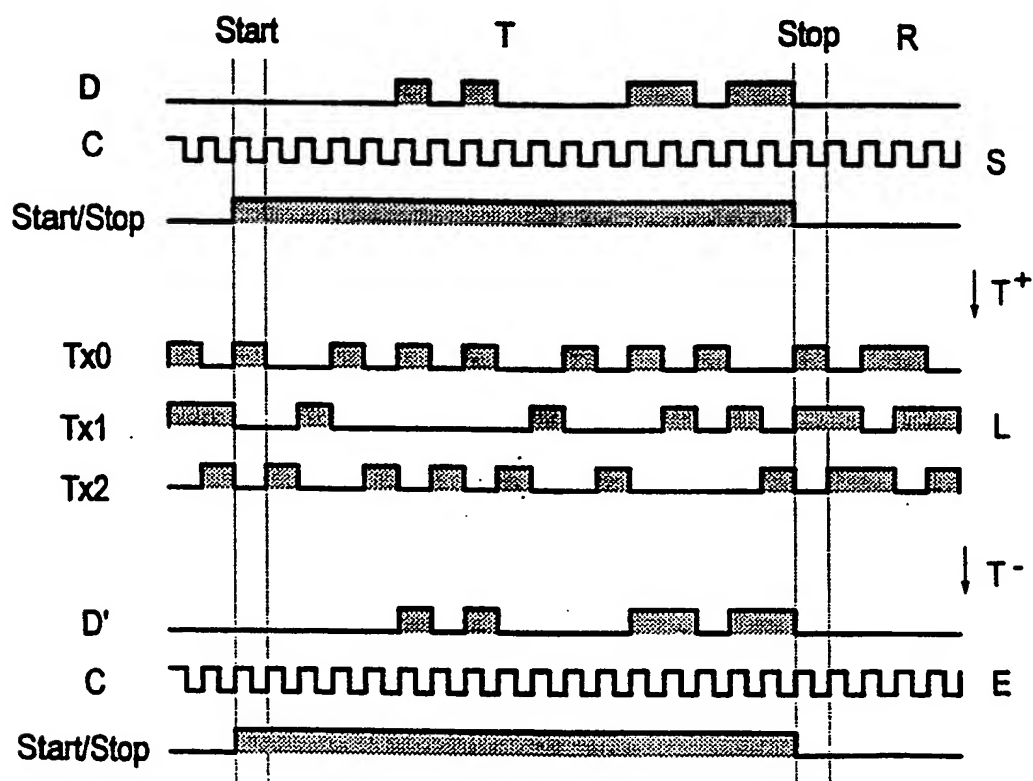 Start T Stop R
D
C S
Start/Stop
T+
Tx0
Tx1 L
Tx2
T-
D'
C E
Start/Stop